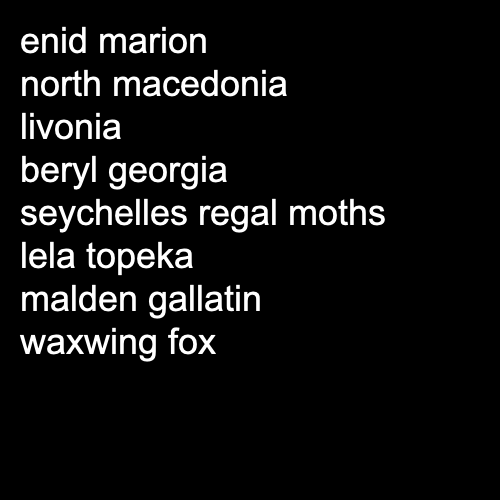 enid marion
north macedonia
livonia
beryl georgia
seychelles regal moths
lela topeka
malden gallatin
waxwing fox